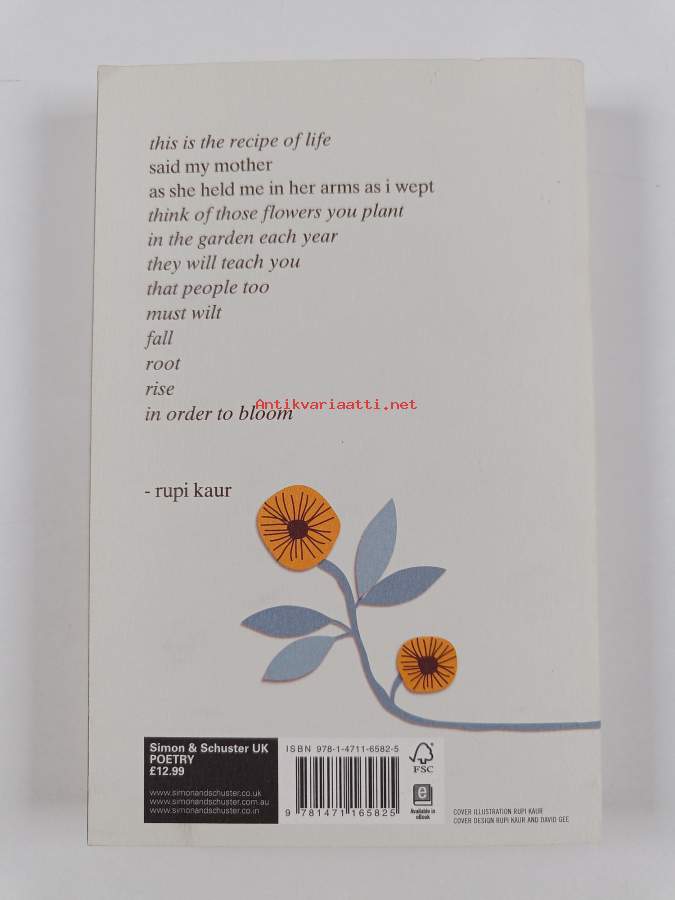 this is the recipe of life
said my mother
as she held me in her arms as i wept
think of those flowers you plant
in the garden each year
they will teach you
that people too
must wilt
fall
root
rise
in order to bloom
Antikvariaatti.net
- rupi kaur
Simon & Schuster UK
POETRY
£12.99
www.simonandschuster.co.uk
www.simonandschuster.com.au
www.simonandschuster.co.in
ISBN 978-1-4711-6582-5
9 781471 165825
FSC
e
Available in
eBook
COVER ILLUSTRATION RUPI KAUR
COVER DESIGN RUPI KAUR AND DAVID GEE